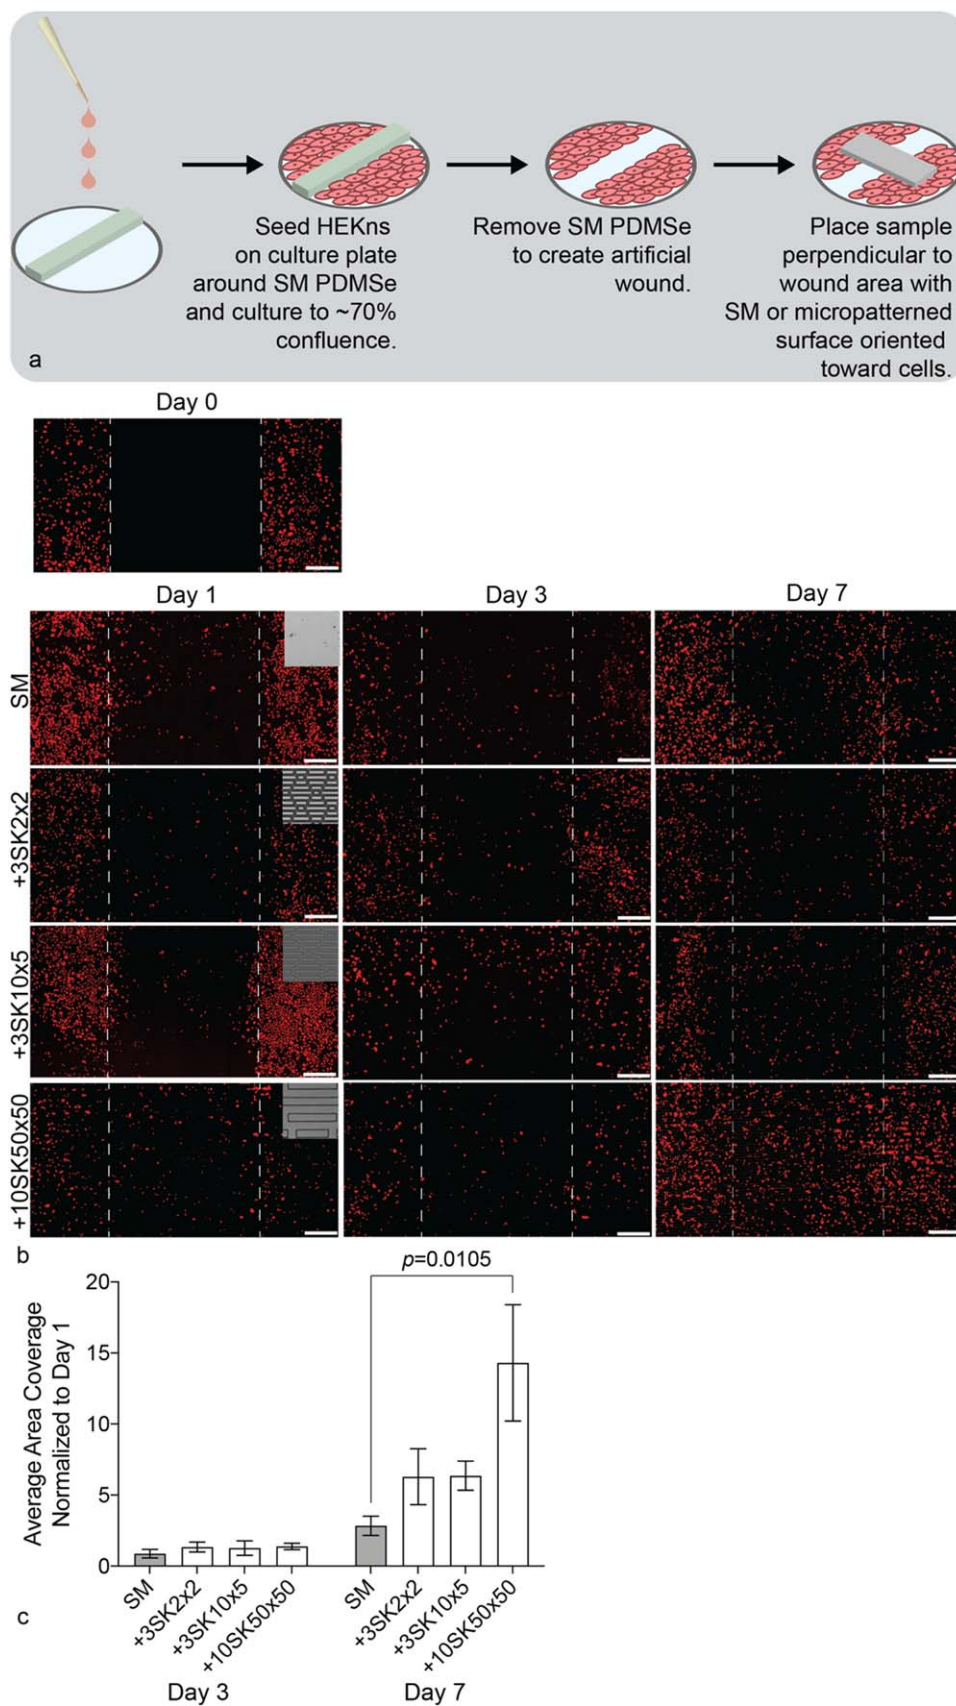 Seed HEKns
on culture plate
around SM PDMSe
and culture to ~70%
confluence.
Remove SM PDMSe
to create artificial
wound.
Place sample
perpendicular to
wound area with
SM or micropatterned
surface oriented
toward cells.
a
Day 0
Day 1
Day 3
Day 7
SM
+3SK2x2
+3SK10x5
+10SK50x50
b
p=0.0105
Average Area Coverage
Normalized to Day 1
20
15
10
5
0
SM
+3SK2x2
+3SK10x5
+10SK50x50
SM
+3SK2x2
+3SK10x5
+10SK50x50
Day 3
Day 7
c